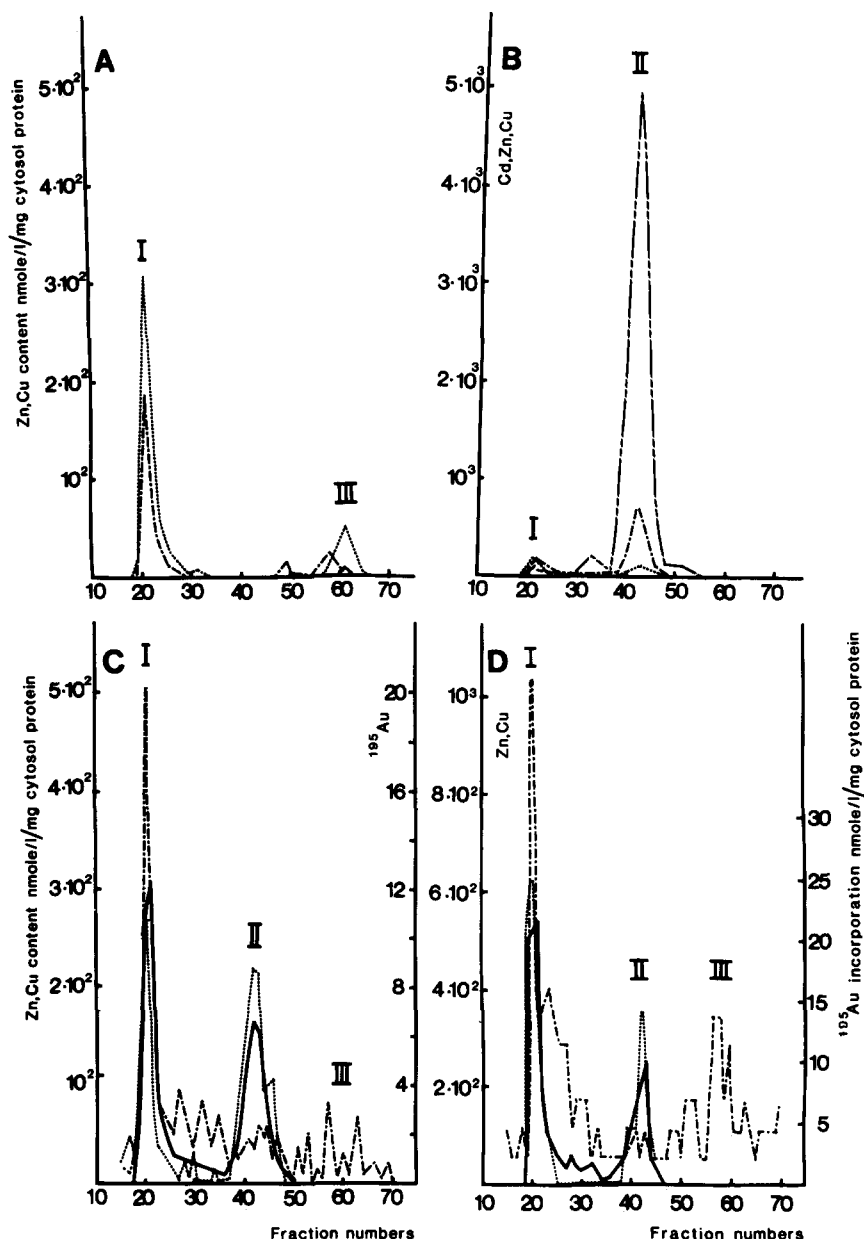 A
Zn,Cu content nmole/l/mg cytosol protein
5·10²
4·10²
3·10²
2·10²
10²
I
III
10 20 30 40 50 60 70
B
Cd,Zn,Cu
5·10³
4·10³
3·10³
2·10³
10³
I
II
10 20 30 40 50 60 70
C
Zn,Cu content nmole/l/mg cytosol protein
5·10²
4·10²
3·10²
2·10²
10²
I
II
III
¹⁹⁵Au
20
16
12
8
4
10 20 30 40 50 60 70
Fraction numbers
D
Zn,Cu
10³
8·10²
6·10²
4·10²
2·10²
I
II
III
¹⁹⁵Au incorporation nmole/l/mg cytosol protein
30
25
20
15
10
5
10 20 30 40 50 60 70
Fraction numbers